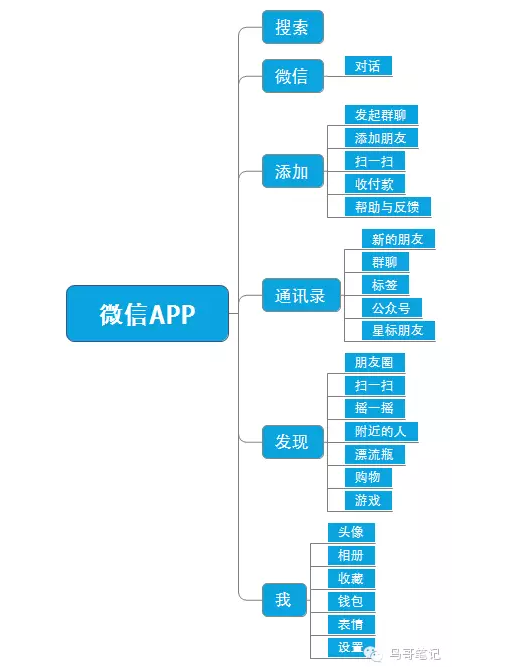 微信APP
搜索
微信
对话
添加
发起群聊
添加朋友
扫一扫
收付款
帮助与反馈
通讯录
新的朋友
群聊
标签
公众号
星标朋友
发现
朋友圈
扫一扫
摇一摇
附近的人
漂流瓶
购物
游戏
我
头像
相册
收藏
钱包
表情
设置
鸟哥笔记